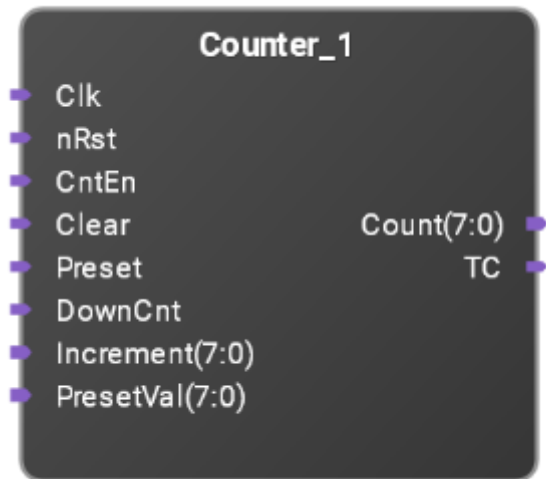 Counter_1
Clk
nRst
CntEn
Clear Count(7:0)
Preset TC
DownCnt
Increment(7:0)
PresetVal(7:0)